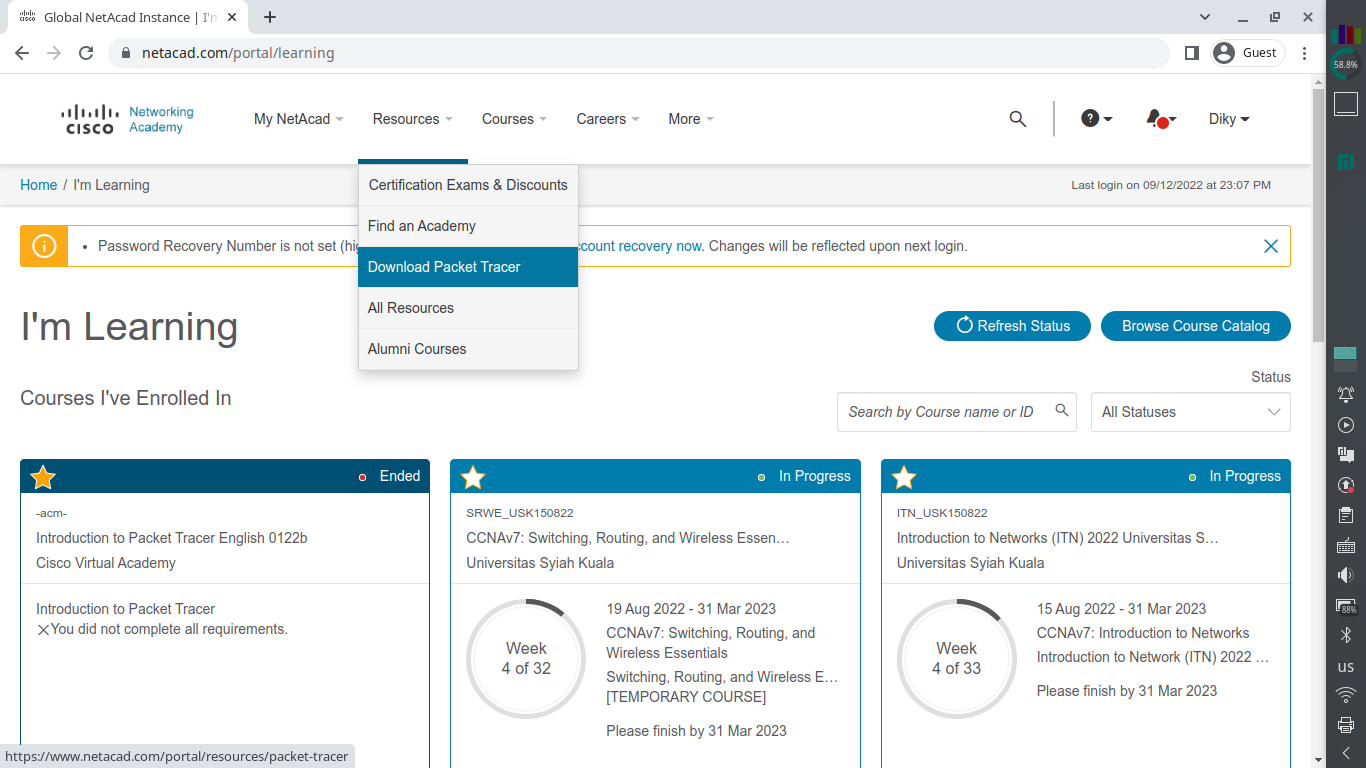 Global NetAcad Instance | I'm
netacad.com/portal/learning
Guest
58.8%
CISCO
Networking
Academy
My NetAcad
Resources
Courses
Careers
More
?
Diky
Certification Exams & Discounts
Find an Academy
Download Packet Tracer
All Resources
Alumni Courses
Home / I'm Learning
Last login on 09/12/2022 at 23:07 PM
Password Recovery Number is not set (hig
count recovery now. Changes will be reflected upon next login.
I'm Learning
Refresh Status
Browse Course Catalog
Courses I've Enrolled In
Status
Search by Course name or ID
All Statuses
Ended
-acm-
Introduction to Packet Tracer English 0122b
Cisco Virtual Academy
Introduction to Packet Tracer
You did not complete all requirements.
In Progress
SRWE_USK150822
CCNAv7: Switching, Routing, and Wireless Essen…
Universitas Syiah Kuala
Week
4 of 32
19 Aug 2022 - 31 Mar 2023
CCNAv7: Switching, Routing, and
Wireless Essentials
Switching, Routing, and Wireless E…
[TEMPORARY COURSE]
Please finish by 31 Mar 2023
In Progress
ITN_USK150822
Introduction to Networks (ITN) 2022 Universitas S…
Universitas Syiah Kuala
Week
4 of 33
15 Aug 2022 - 31 Mar 2023
CCNAv7: Introduction to Networks
Introduction to Network (ITN) 2022 …
Please finish by 31 Mar 2023
88%
us
https://www.netacad.com/portal/resources/packet-tracer